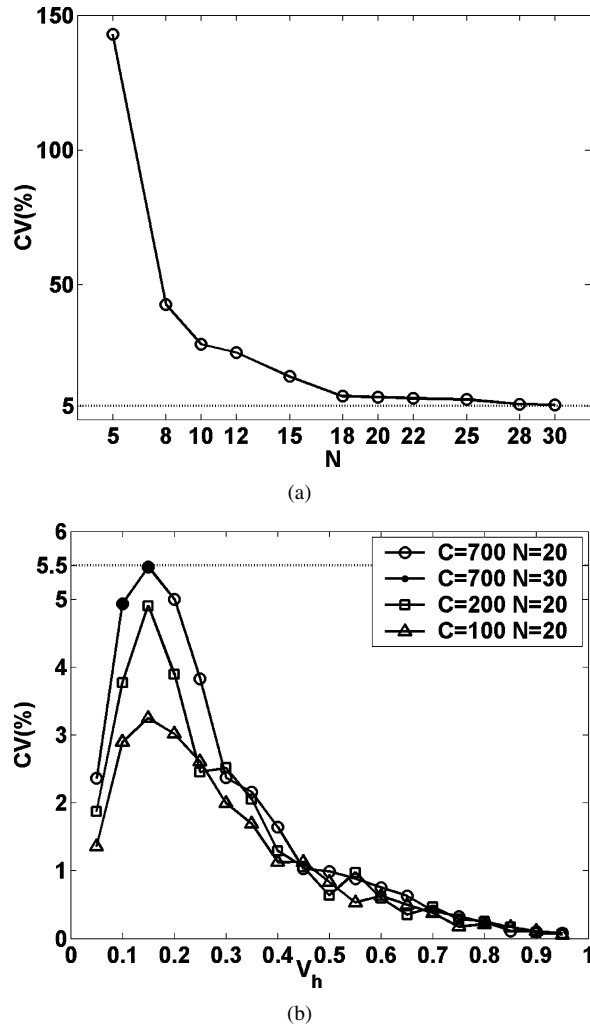 150
100
50
5
CV(%)
5 8 10 12 15 18 20 22 25 28 30
N
(a)
6
5.5
5
4
3
2
1
0
CV(%)
C=700 N=20
C=700 N=30
C=200 N=20
C=100 N=20
0 0.1 0.2 0.3 0.4 0.5 0.6 0.7 0.8 0.9 1
V_h
(b)